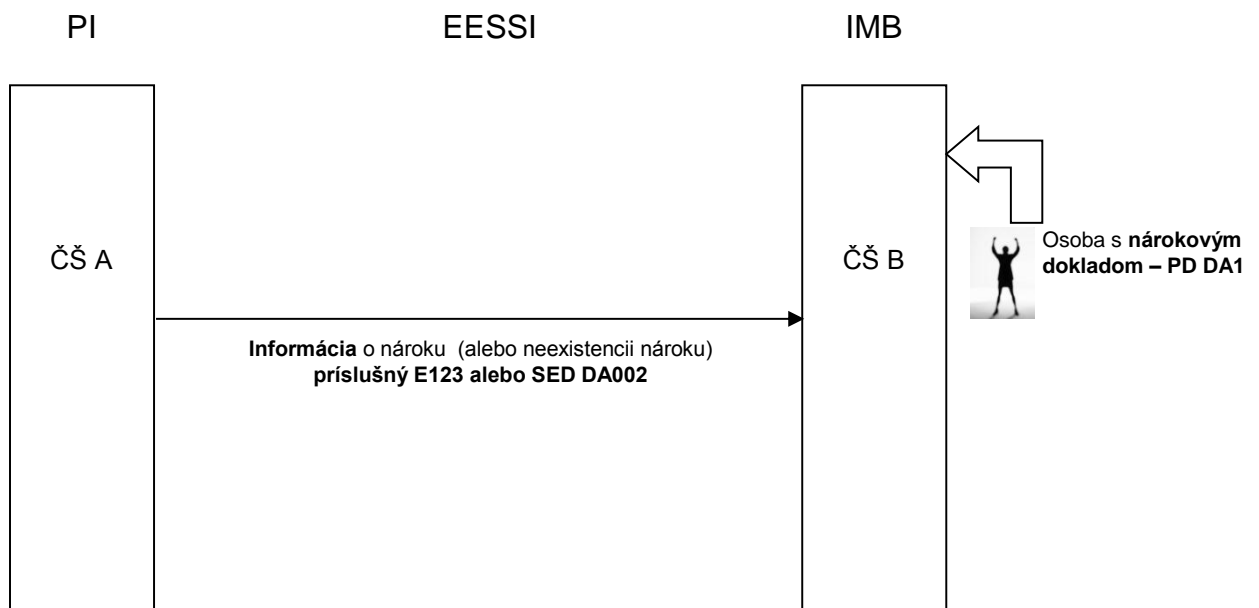 PI
EESSI
IMB
ČŠ A
ČŠ B
Osoba s nárokovým
dokladom – PD DA1
Informácia o nároku (alebo neexistencii nároku)
príslušný E123 alebo SED DA002